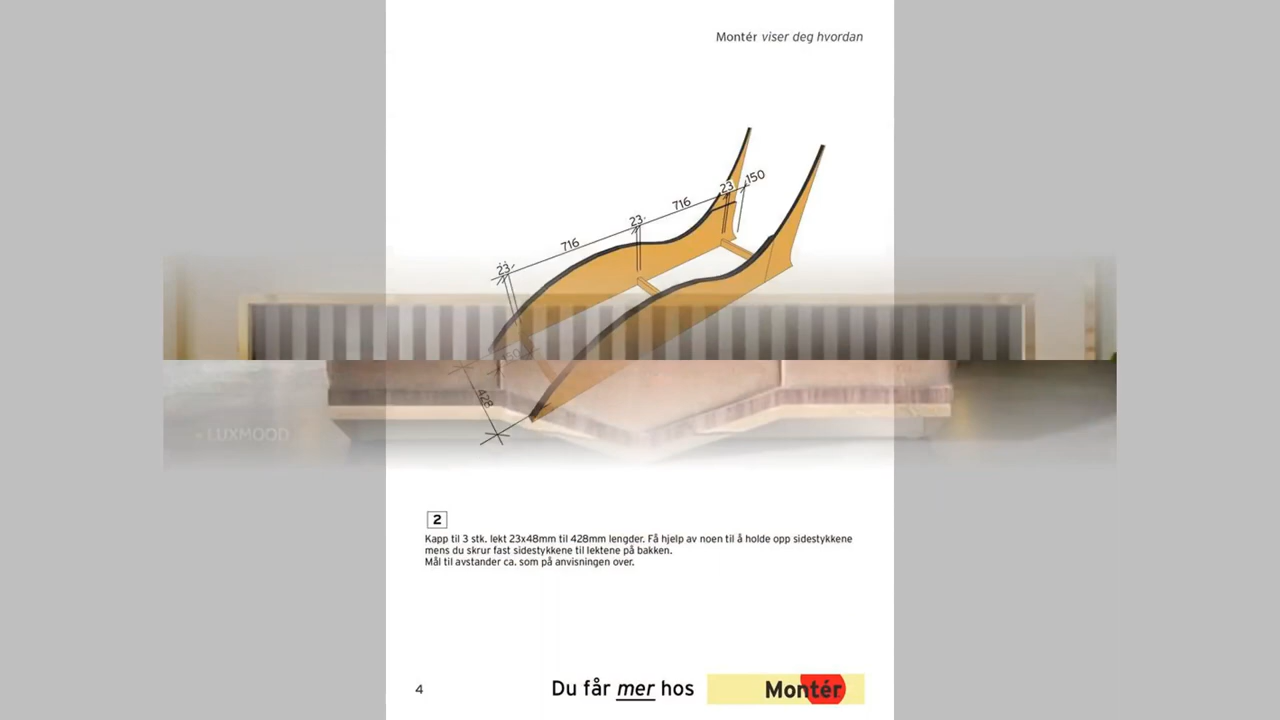 Montér viser deg hvordan
150
23
716
23
716
23
428
LUXMOOD
2
Kapp til 3 stk. lekt 23x48mm til 428mm lengder. Få hjelp av noen til å holde opp sidestykkene
mens du skrur fast sidestykkene til lektene på bakken.
Mål til avstander ca. som på anvisningen over.
4
Du får mer hos
Montér